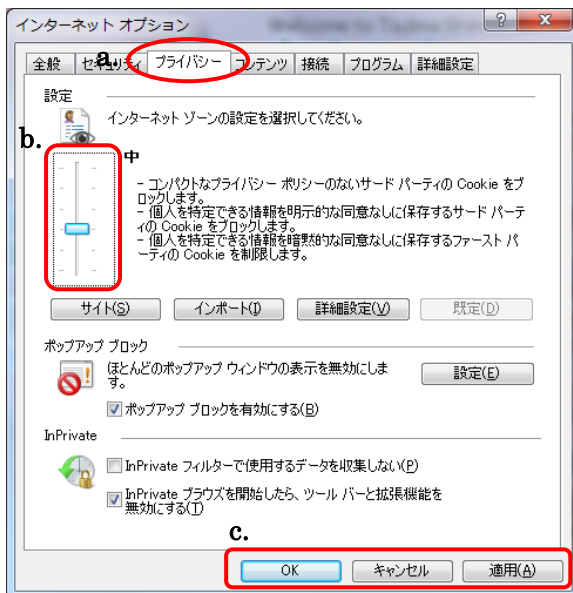 インターネット オプション
a.
全般 セキュリティ プライバシー コンテンツ 接続 プログラム 詳細設定
設定
インターネット ゾーンの設定を選択してください。
b.
中
- コンパクトなプライバシー ポリシーのないサード パーティの Cookie をブ
ロックします。
- 個人を特定できる情報を明示的な同意なしに保存するサード パーテ
ィの Cookie をブロックします。
- 個人を特定できる情報を暗黙的な同意なしに保存するファースト パ
ーティの Cookie を制限します。
サイト(S) インポート(I) 詳細設定(V) 既定(D)
ポップアップ ブロック
ほとんどのポップアップ ウィンドウの表示を無効にしま
す。
設定(E)
ポップアップ ブロックを有効にする(B)
InPrivate
InPrivate フィルターで使用するデータを収集しない(P)
InPrivate ブラウズを開始したら、ツール バーと拡張機能を
無効にする(T)
c.
OK キャンセル 適用(A)